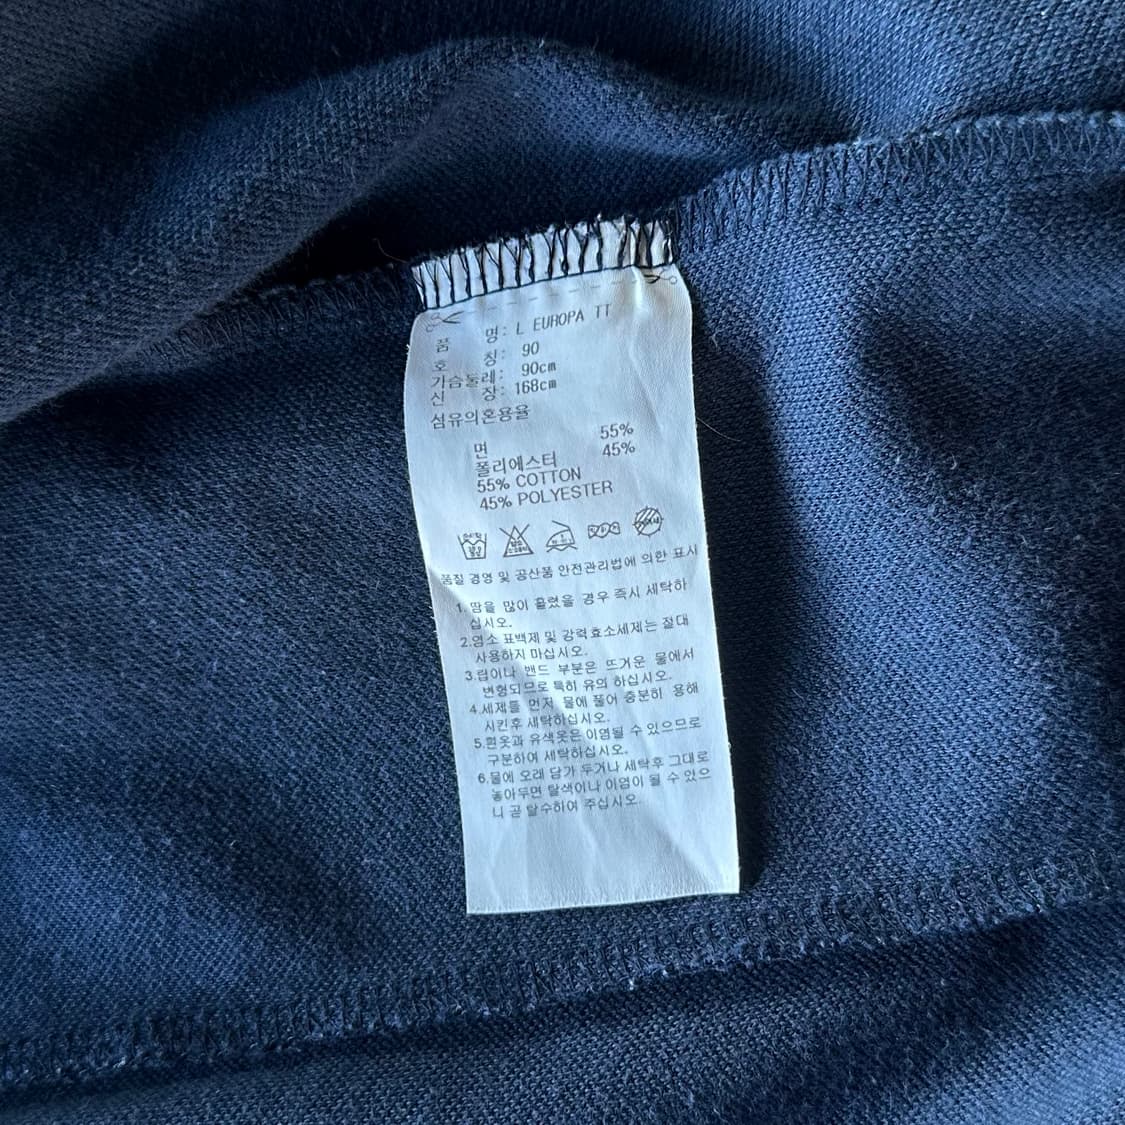 품 명: L EUROPA TT
호 칭: 90
가슴둘레: 90cm
신 장: 168cm
섬유의혼용율
면 55%
폴리에스터 45%
55% COTTON
45% POLYESTER
품질 경영 및 공산품 안전관리법에 의한 표시
1.땀을 많이 흘렸을 경우 즉시 세탁하
십시오.
2.염소 표백제 및 강력효소세제는 절대
사용하지 마십시오.
3.립이나 밴드 부분은 뜨거운 물에서
변형되므로 특히 유의 하십시오.
4.세제를 먼저 물에 풀어 충분히 용해
시킨후 세탁하십시오.
5.흰옷과 유색옷은 이염될 수 있으므로
구분하여 세탁하십시오.
6.물에 오래 담가 두거나 세탁후 그대로
놓아두면 탈색이나 이염이 될 수 있으
니 곧 탈수하여 주십시오.